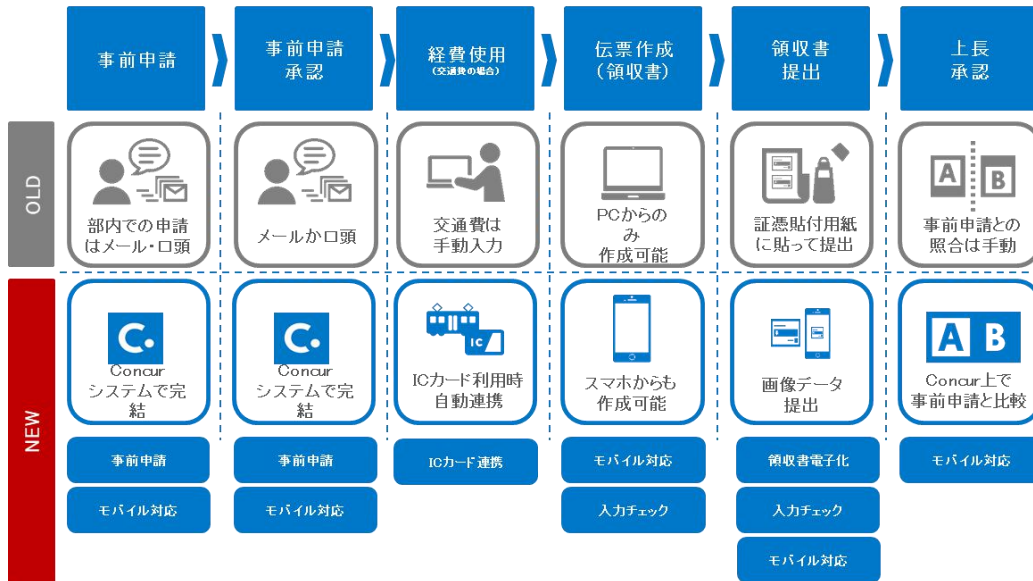 事前申請
事前申請
承認
経費使用
(交通費の場合)
伝票作成
(領収書)
領収書
提出
上長
承認
OLD
部内での申請
はメール・口頭
メールか口頭
交通費は
手動入力
PCからの
み
作成可能
証憑貼付用紙
に貼って提出
A B
事前申請との
照合は手動
NEW
C.
Concur
システムで完
結
C.
Concur
システムで完
結
IC
ICカード利用時
自動連携
スマホからも
作成可能
画像データ
提出
A B
Concur上で
事前申請と比較
事前申請
事前申請
ICカード連携
モバイル対応
領収書電子化
モバイル対応
モバイル対応
モバイル対応
入力チェック
入力チェック
モバイル対応